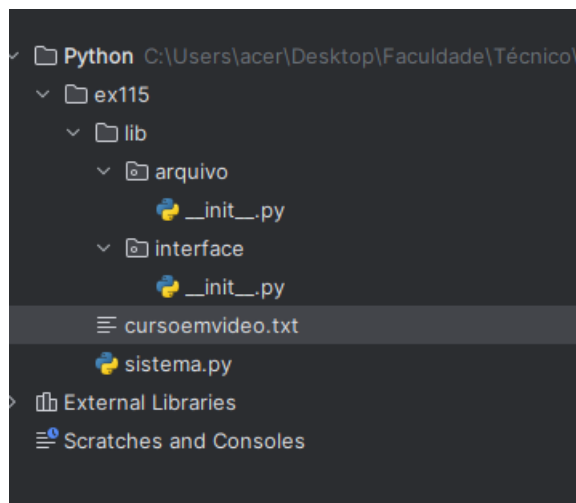 Python C:\Users\acer\Desktop\Faculdade\Técnico\
ex115
lib
arquivo
__init__.py
interface
__init__.py
cursoemvideo.txt
sistema.py
External Libraries
Scratches and Consoles